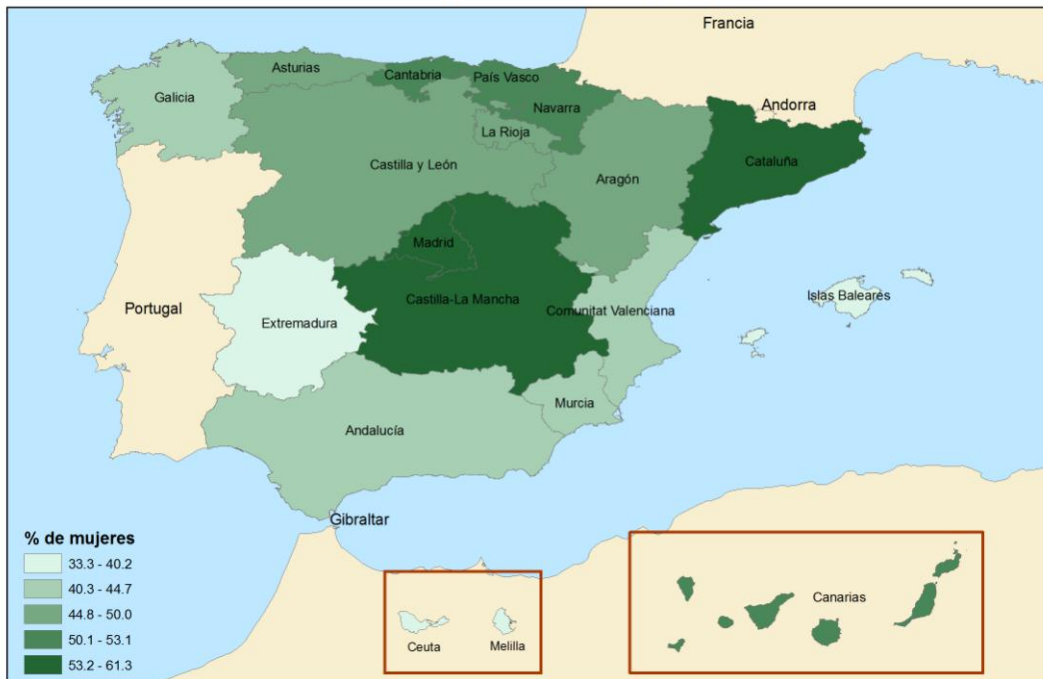 Francia
Asturias
Cantabria
País Vasco
Galicia
Navarra
Andorra
La Rioja
Castilla y León
Cataluña
Aragón
Madrid
Portugal
Castilla-La Mancha
Islas Baleares
Extremadura
Comunitat Valenciana
Murcia
Andalucía
Gibraltar
% de mujeres
33.3 - 40.2
40.3 - 44.7
44.8 - 50.0
50.1 - 53.1
53.2 - 61.3
Ceuta
Melilla
Canarias